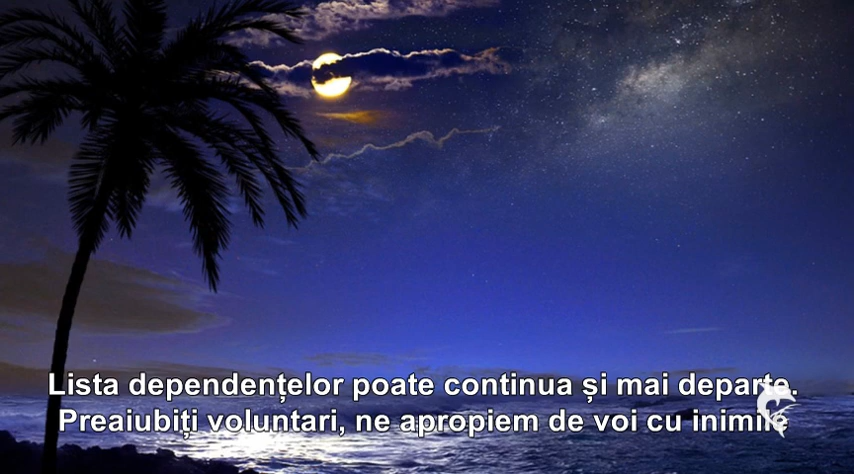 Lista dependențelor poate continua și mai departe.
Preaiubiți voluntari, ne apropiem de voi cu inimile